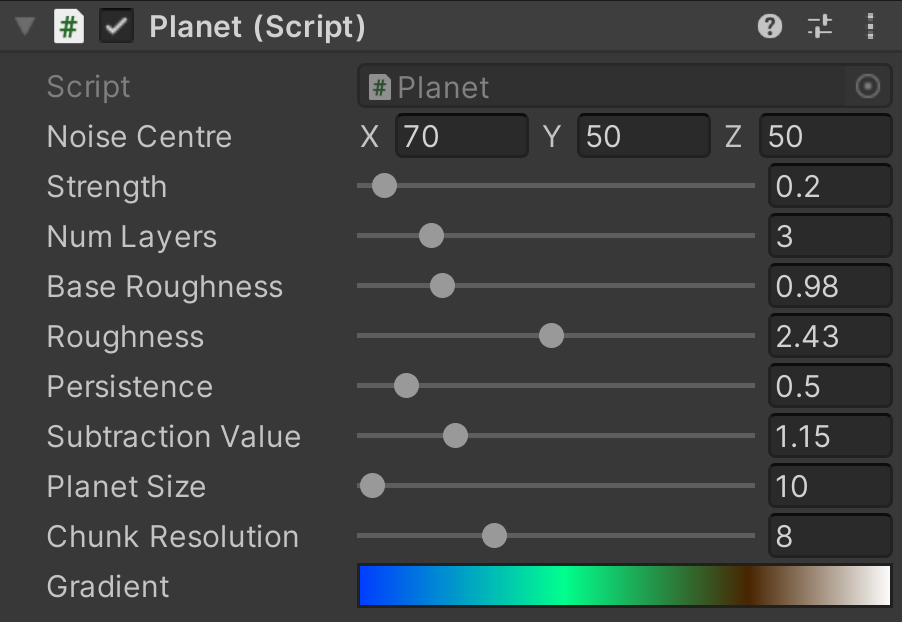 # Planet (Script)
Script # Planet
Noise Centre X 70 Y 50 Z 50
Strength 0.2
Num Layers 3
Base Roughness 0.98
Roughness 2.43
Persistence 0.5
Subtraction Value 1.15
Planet Size 10
Chunk Resolution 8
Gradient